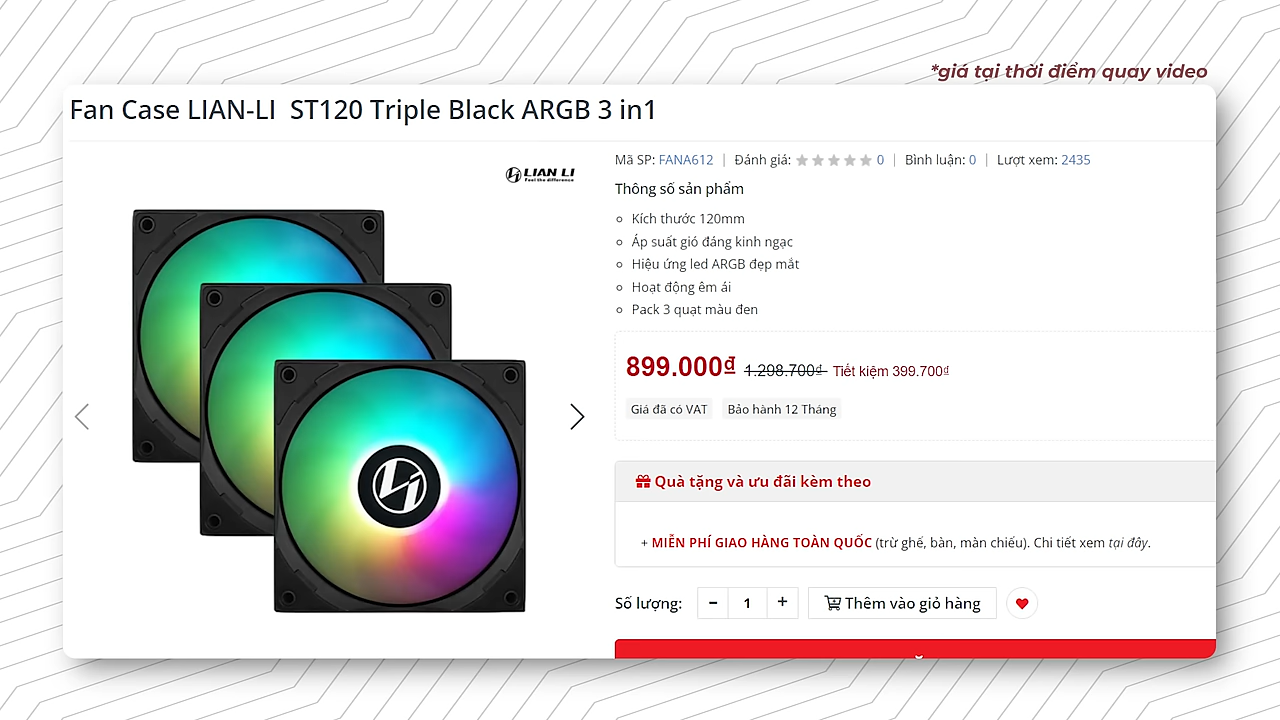 *giá tại thời điểm quay video
Fan Case LIAN-LI ST120 Triple Black ARGB 3 in1
LIAN LI
Feel the difference
Mã SP: FANA612 | Đánh giá: 0 | Bình luận: 0 | Lượt xem: 2435
Thông số sản phẩm
Kích thước 120mm
Áp suất gió đáng kinh ngạc
Hiệu ứng led ARGB đẹp mắt
Hoạt động êm ái
Pack 3 quạt màu đen
899.000₫ 1.298.700₫ Tiết kiệm 399.700₫
Giá đã có VAT Bảo hành 12 Tháng
Quà tặng và ưu đãi kèm theo
+ MIỄN PHÍ GIAO HÀNG TOÀN QUỐC (trừ ghế, bàn, màn chiếu). Chi tiết xem tại đây.
Số lượng: - 1 + Thêm vào giỏ hàng